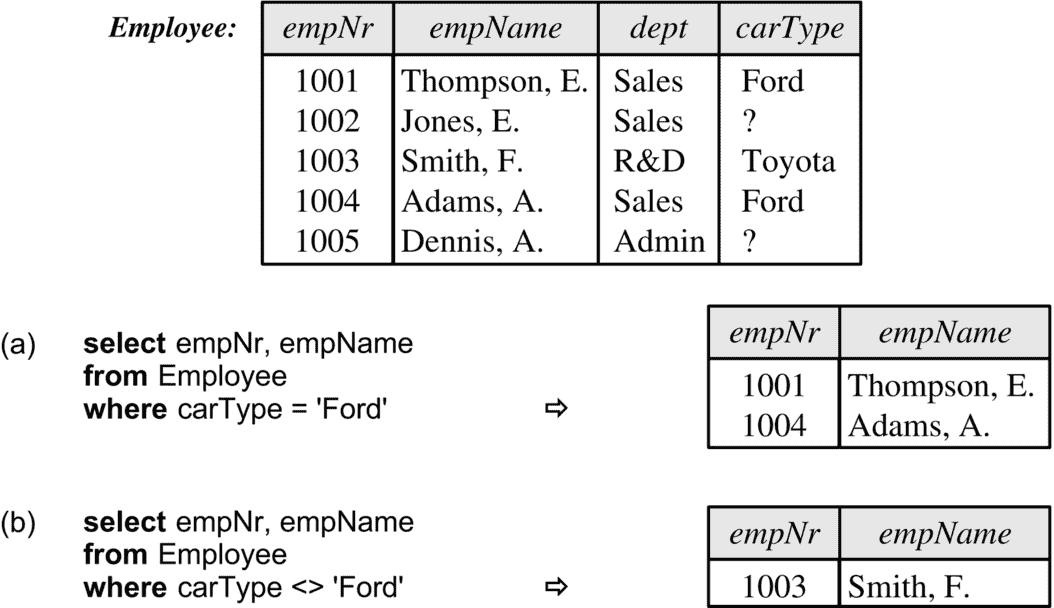 Employee: empNr empName dept carType
1001 Thompson, E. Sales Ford
1002 Jones, E. Sales ?
1003 Smith, F. R&D Toyota
1004 Adams, A. Sales Ford
1005 Dennis, A. Admin ?
(a) select empNr, empName
from Employee
where carType = 'Ford' ⇨
empNr empName
1001 Thompson, E.
1004 Adams, A.
(b) select empNr, empName
from Employee
where carType <> 'Ford' ⇨
empNr empName
1003 Smith, F.